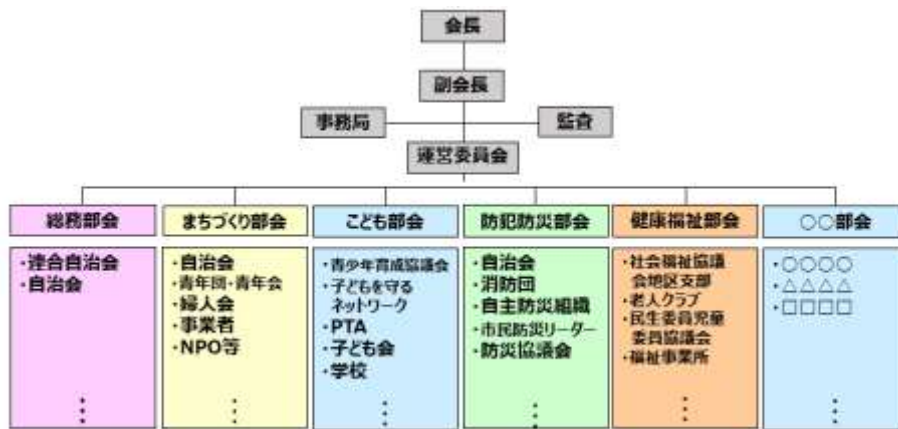 会長
副会長
事務局
監査
運営委員会
総務部会
・連合自治会
・自治会
⋮
まちづくり部会
・自治会
・青年団・青年会
・婦人会
・事業者
・NPO等
⋮
こども部会
・青少年育成協議会
・子どもを守る
ネットワーク
・PTA
・子ども会
・学校
⋮
防犯防災部会
・自治会
・消防団
・自主防災組織
・市民防災リーダー
・防災協議会
⋮
健康福祉部会
・社会福祉協議
会地区支部
・老人クラブ
・民生委員児童
委員協議会
・福祉事業所
⋮
○○部会
・○○○○
・△△△△
・□□□□
⋮